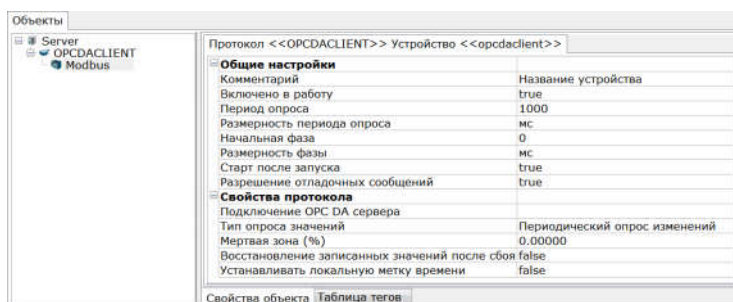 Объекты
Server
OPCDACLIENT
Modbus
Протокол <<OPCDACLIENT>> Устройство <<opcdaclient>>
Общие настройки
Комментарий Название устройства
Включено в работу true
Период опроса 1000
Размерность периода опроса мс
Начальная фаза 0
Размерность фазы мс
Старт после запуска true
Разрешение отладочных сообщений true
Свойства протокола
Подключение OPC DA сервера
Тип опроса значений Периодический опрос изменений
Мертвая зона (%) 0.00000
Восстановление записанных значений после сбоя false
Устанавливать локальную метку времени false
Свойства объекта Таблица тегов